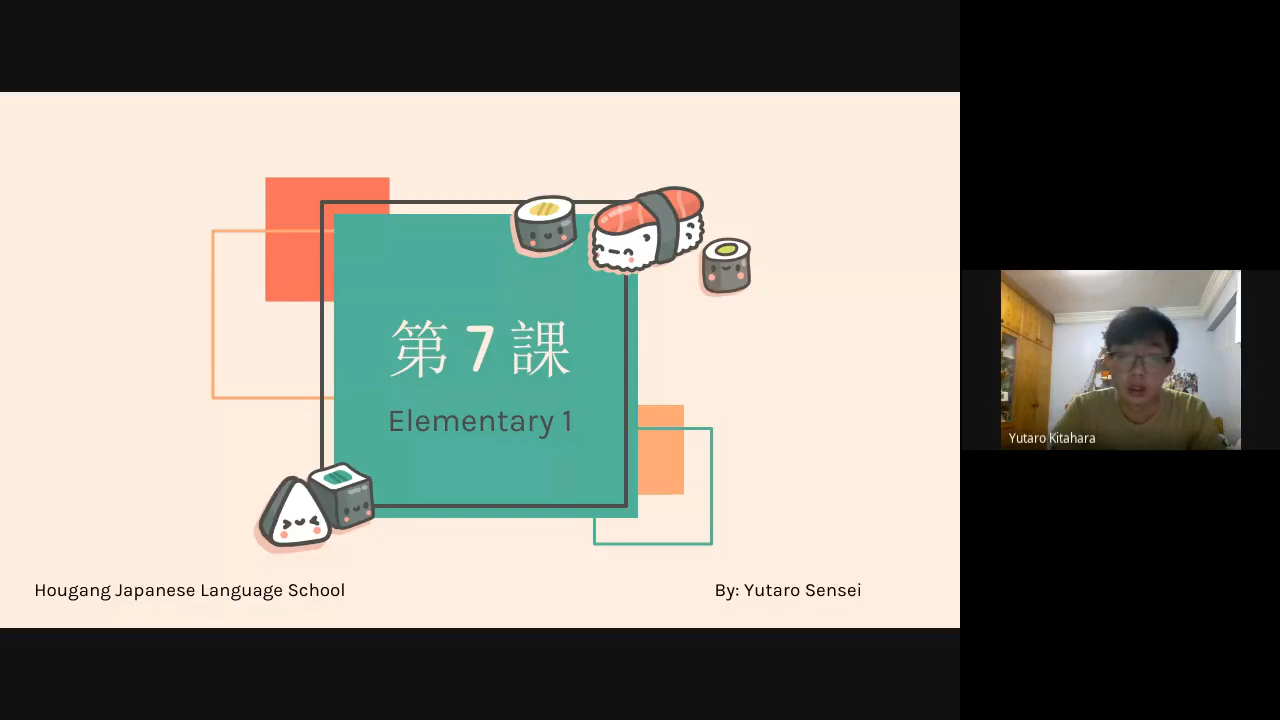 第 7 課
Elementary 1
Hougang Japanese Language School
By: Yutaro Sensei
Yutaro Kitahara